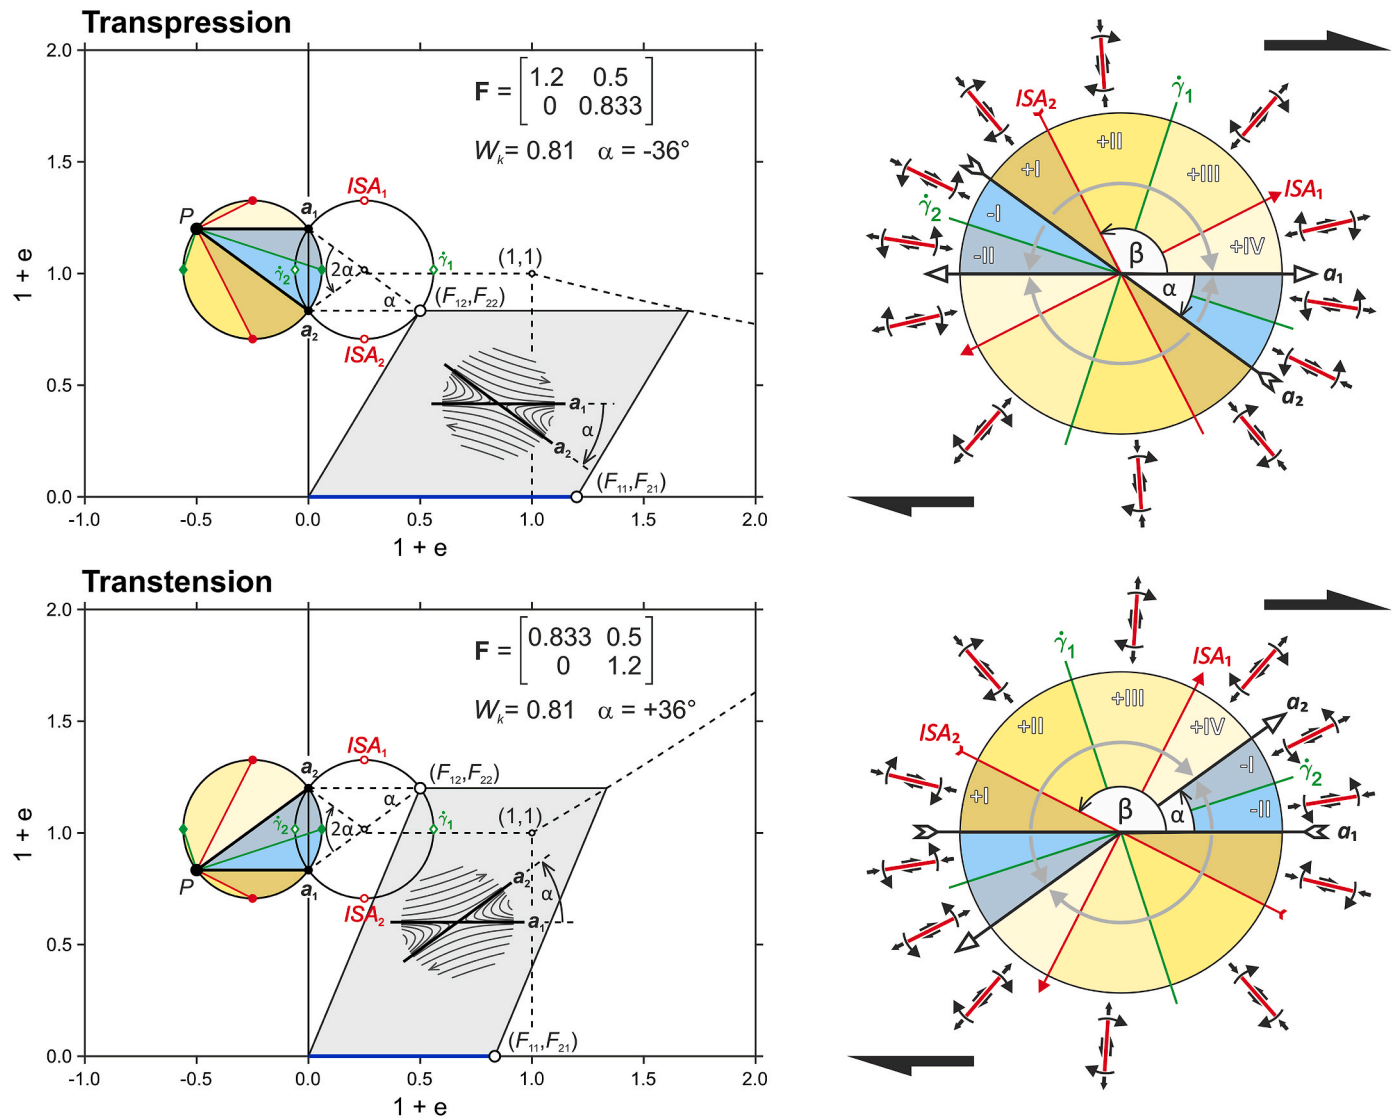 Transpression
2.0
1.5
1.0
0.5
0.0
1 + e
-1.0
-0.5
0.0
0.5
1.0
1.5
2.0
1 + e
F = [1.2 0.5
0 0.833]
Wk= 0.81 α = -36°
P
a1
a2
ISA1
ISA2
γ̇2
γ̇1
2α
α
(1,1)
(F12,F22)
a1
α
a2
(F11,F21)
ISA2
γ̇1
+II
+I
+III
ISA1
γ̇2
-I
-II
+IV
β
α
a1
a2
Transtension
2.0
1.5
1.0
0.5
0.0
1 + e
-1.0
-0.5
0.0
0.5
1.0
1.5
2.0
1 + e
F = [0.833 0.5
0 1.2]
Wk= 0.81 α = +36°
ISA1
a2
(F12,F22)
α
γ̇2
2α
γ̇1
(1,1)
P
a1
ISA2
a2
α
a1
(F11,F21)
γ̇1
ISA1
+III
+II
+IV
a2
ISA2
-I
γ̇2
+I
β
α
-II
a1